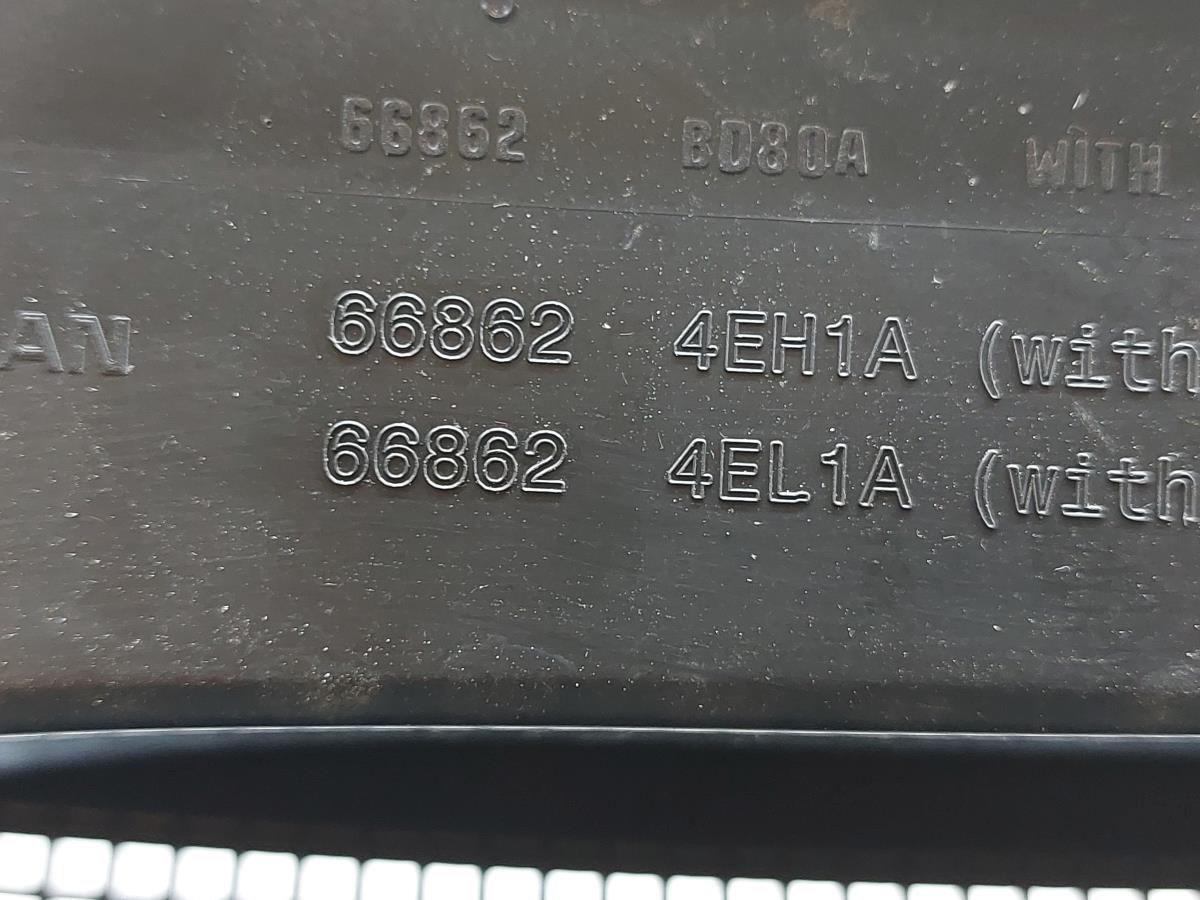 66862 BD80A WITH
AN 66862 4EH1A (with
66862 4EL1A (with